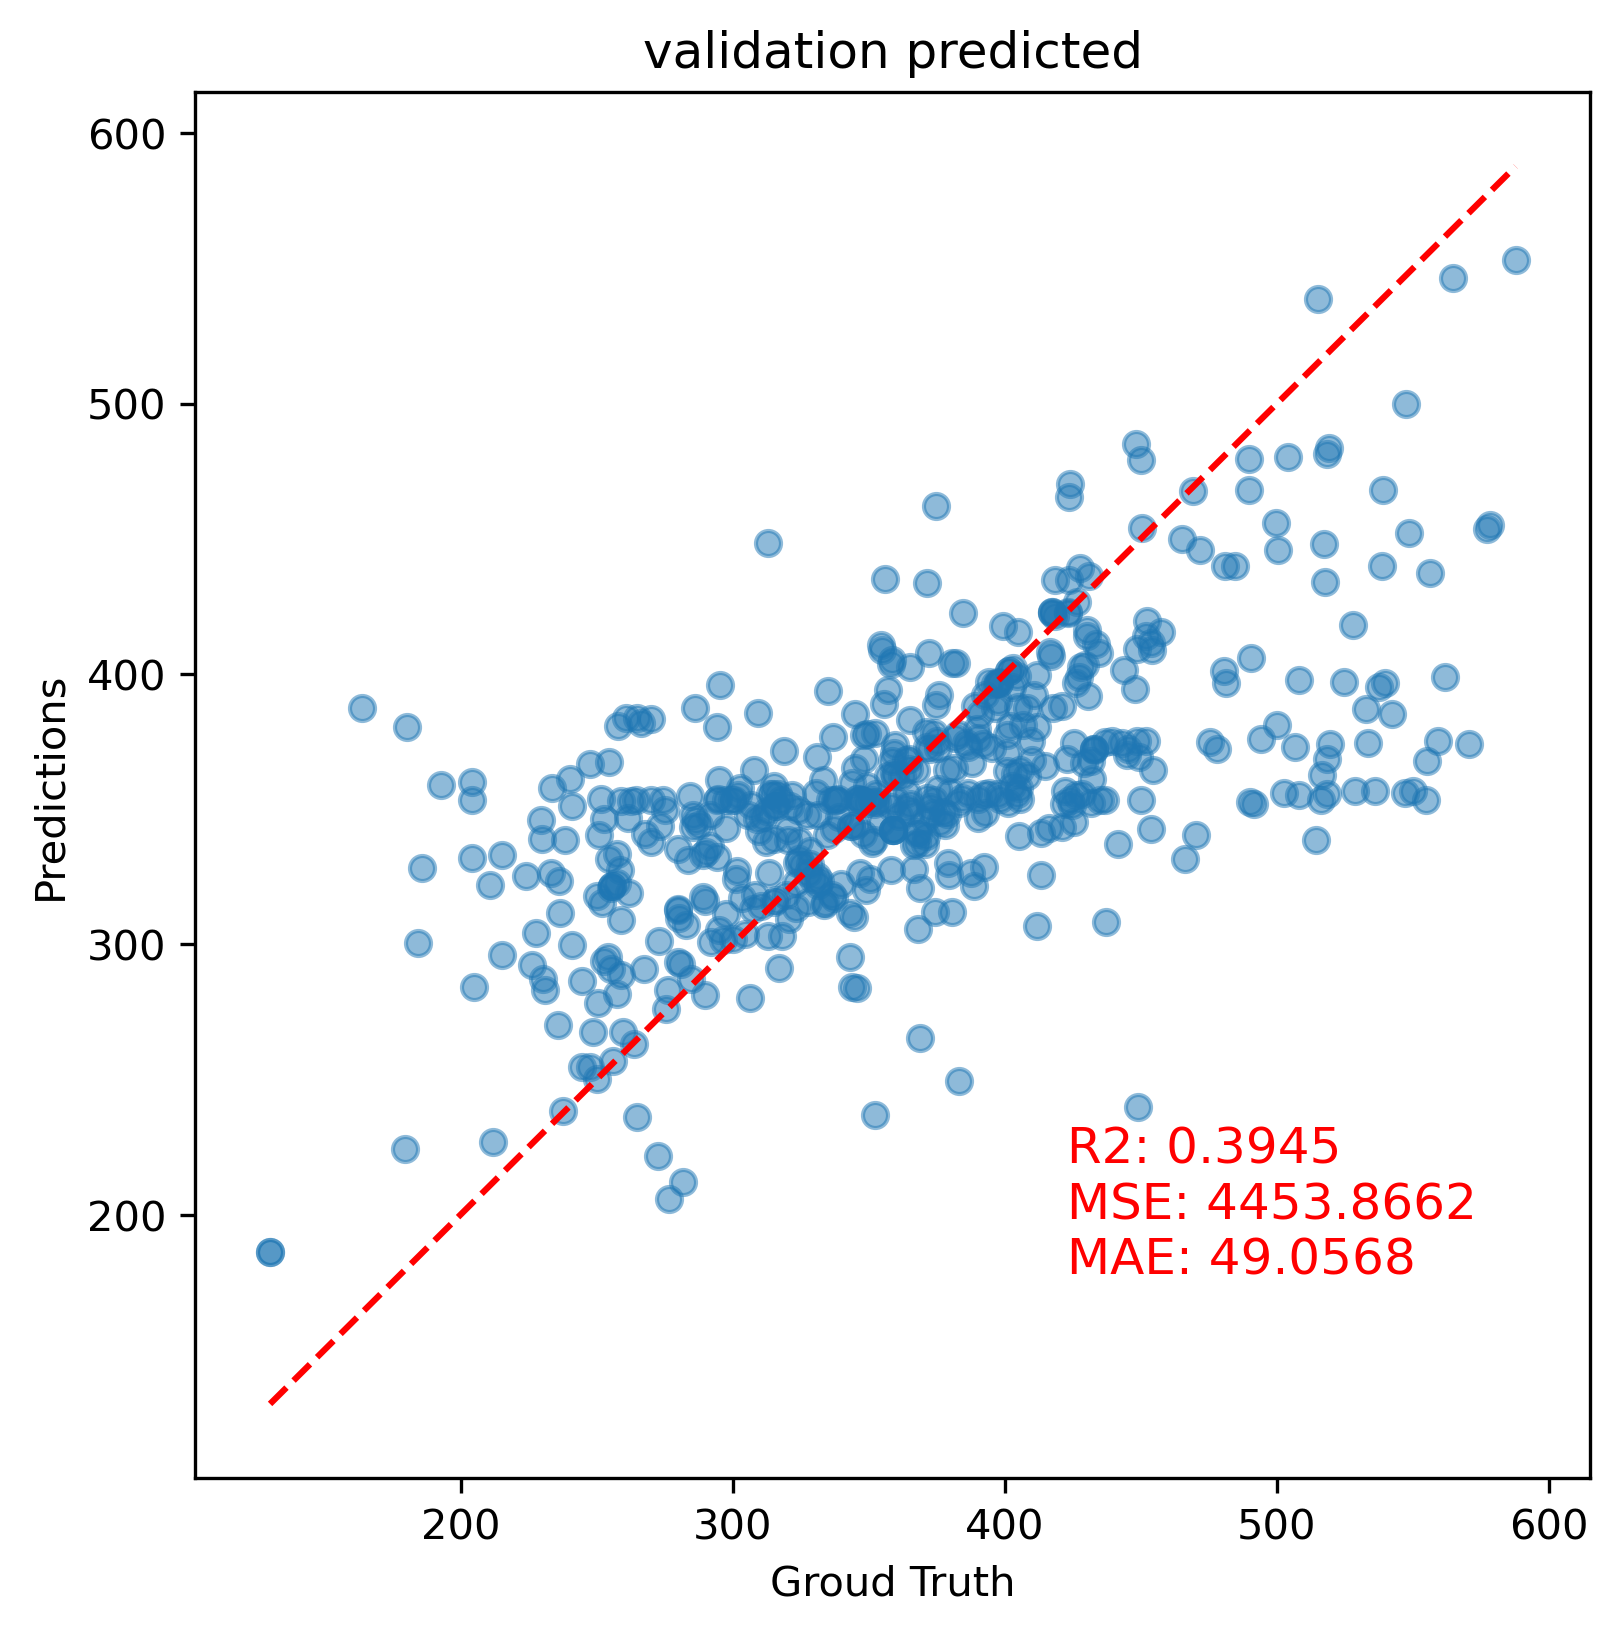 validation predicted
600
500
400
300
200
Predictions
R2: 0.3945
MSE: 4453.8662
MAE: 49.0568
200 300 400 500 600
Groud Truth